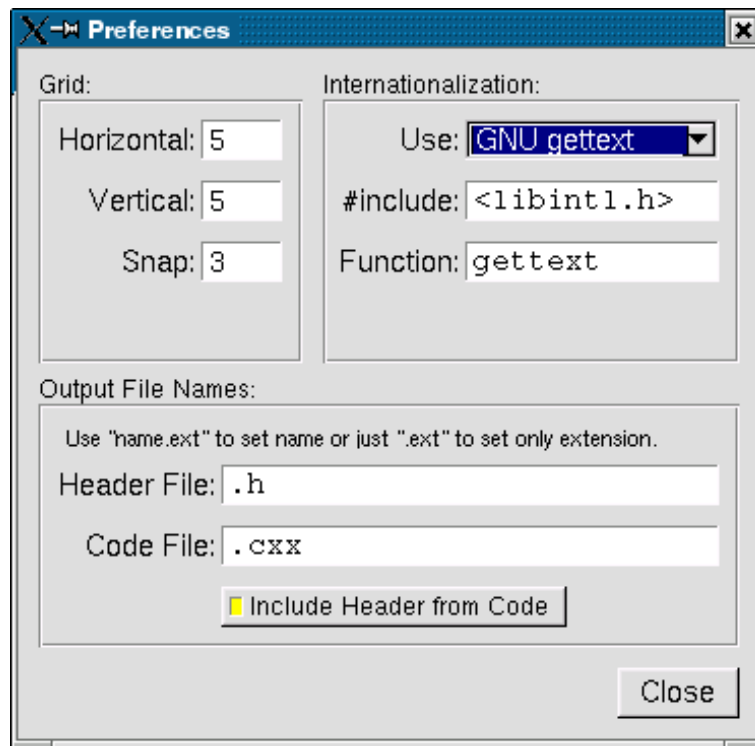 Preferences
Grid:
Horizontal: 5
Vertical: 5
Snap: 3
Internationalization:
Use: GNU gettext
#include: <libintl.h>
Function: gettext
Output File Names:
Use "name.ext" to set name or just ".ext" to set only extension.
Header File: .h
Code File: .cxx
Include Header from Code
Close